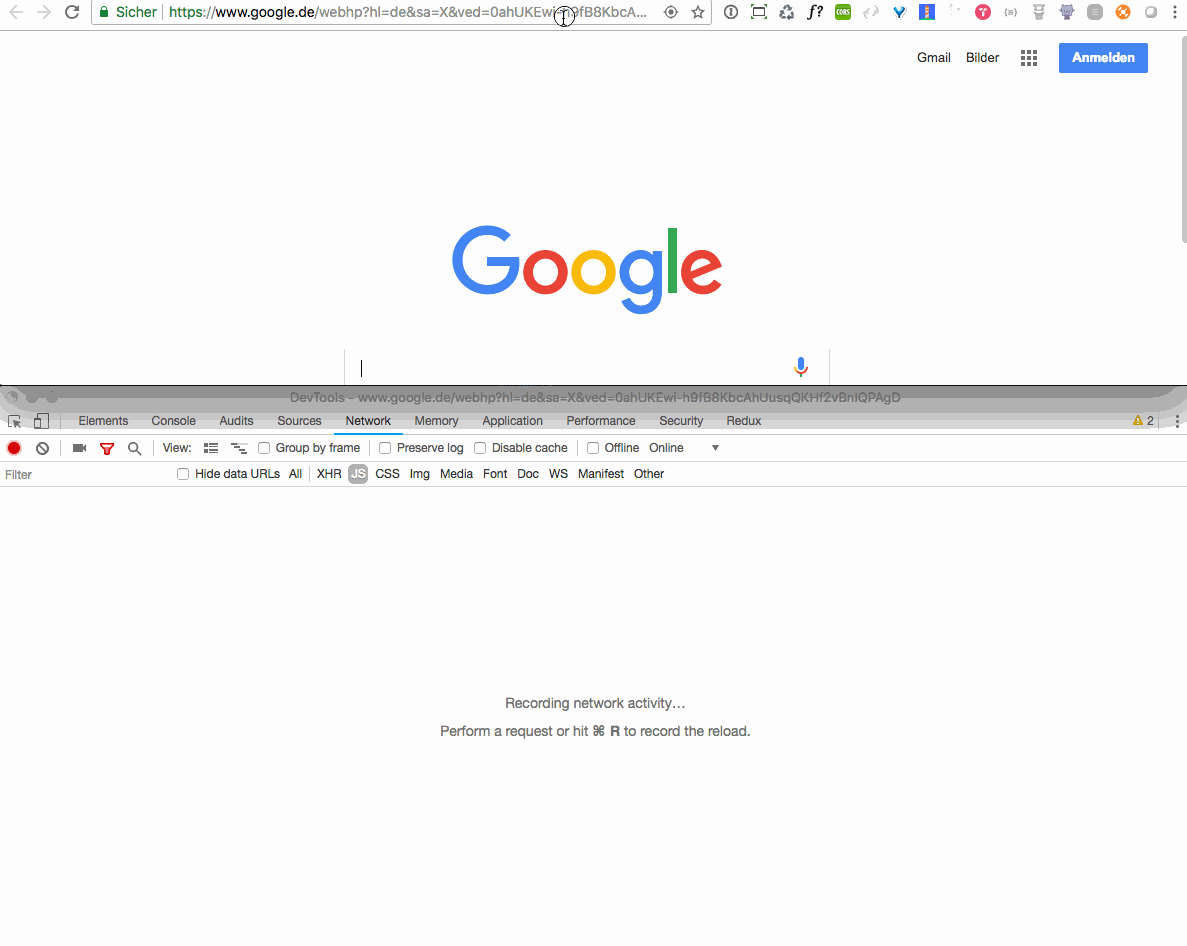 Sicher https://www.google.de/webhp?hl=de&sa=X&ved=0ahUKEwi-h9fB8KbcA... f? CORS
Gmail Bilder Anmelden
Google
DevTools - www.google.de/webhp?hl=de&sa=X&ved=0ahUKEwi-h9fB8KbcAhUusqQKHf2vBnIQPAgD
Elements Console Audits Sources Network Memory Application Performance Security Redux 2
View: Group by frame Preserve log Disable cache Offline Online
Filter Hide data URLs All XHR JS CSS Img Media Font Doc WS Manifest Other
Recording network activity…
Perform a request or hit ⌘ R to record the reload.